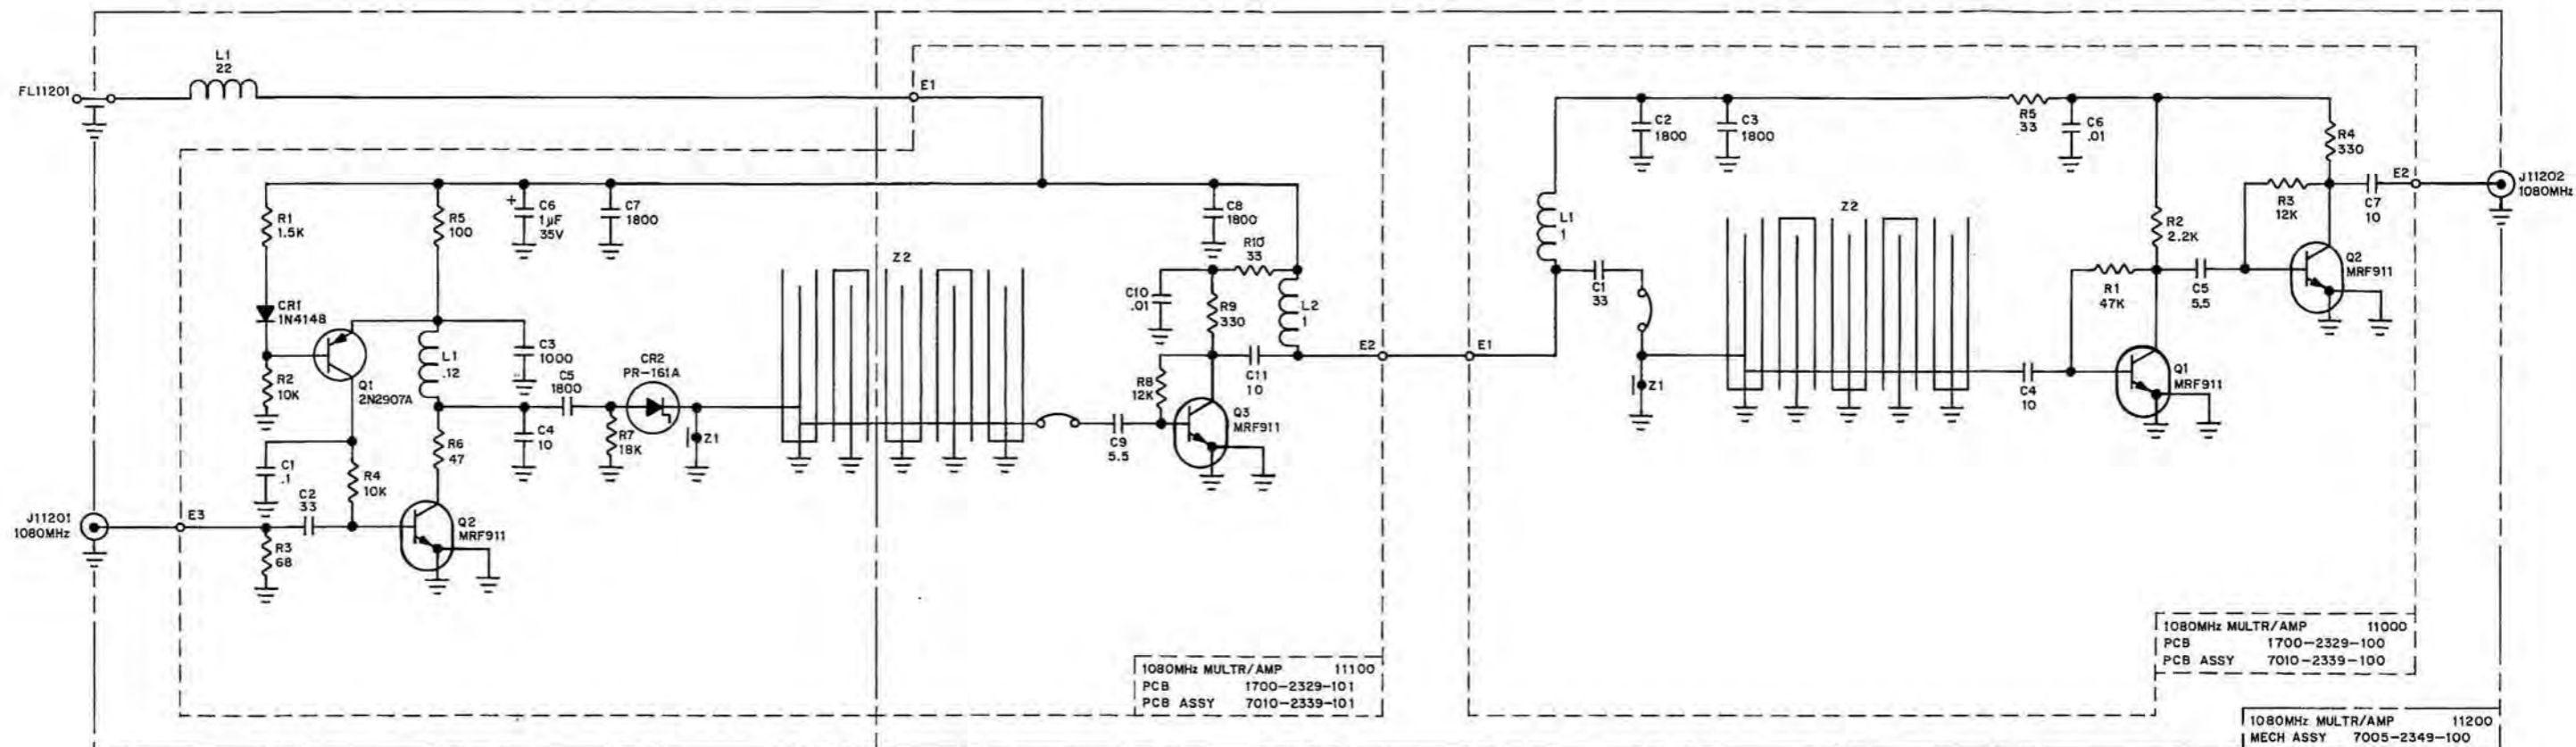 FL11201
L1
22
E1
R1
1.5K
R5
100
+
C6
1µF
35V
C7
1800
C8
1800
R10
33
CR1
1N4148
Q1
2N2907A
R2
10K
L1
.12
C3
1000
C5
1800
CR2
PR-161A
Z2
C10
.01
R9
330
L2
1
C1
.1
R4
10K
R6
47
C4
10
R7
18K
Z1
C9
5.5
R8
12K
C11
10
Q3
MRF911
E2
J11201
1080MHz
E3
C2
33
R3
68
Q2
MRF911
1080MHz MULTR/AMP 11100
PCB 1700-2329-101
PCB ASSY 7010-2339-101
E1
L1
1
C2
1800
C3
1800
R5
33
C6
.01
R4
330
C1
33
Z1
Z2
R2
2.2K
R3
12K
C7
10
E2
J11202
1080MHz
R1
47K
C5
5.5
Q2
MRF911
C4
10
Q1
MRF911
1080MHz MULTR/AMP 11000
PCB 1700-2329-100
PCB ASSY 7010-2339-100
1080MHz MULTR/AMP 11200
MECH ASSY 7005-2349-100